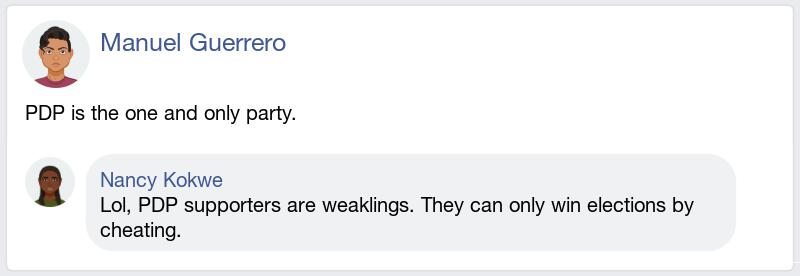 Manuel Guerrero
PDP is the one and only party.
Nancy Kokwe
Lol, PDP supporters are weaklings. They can only win elections by
cheating.